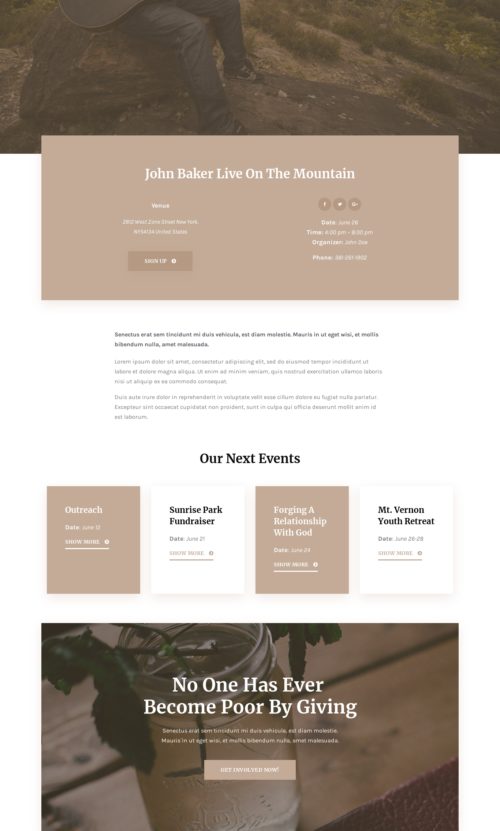 John Baker Live On The Mountain
Venue
2912 West Zone Street New York,
NY54134 United States
SIGN UP
Date: June 26
Time: 4:00 pm - 9:00 pm
Organizer: John Doe
Phone: 381-261-1902
Senectus erat sem tincidunt mi duis vehicula, est diam molestie. Mauris in ut eget wisi, et mollis
bibendum nulla, amet malesuada.
Lorem ipsum dolor sit amet, consectetur adipiscing elit, sed do eiusmod tempor incididunt ut
labore et dolore magna aliqua. Ut enim ad minim veniam, quis nostrud exercitation ullamco laboris
nisi ut aliquip ex ea commodo consequat.
Duis aute irure dolor in reprehenderit in voluptate velit esse cillum dolore eu fugiat nulla pariatur.
Excepteur sint occaecat cupidatat non proident, sunt in culpa qui officia deserunt mollit anim id
est laborum.
Our Next Events
Outreach
Date: June 13
SHOW MORE
Sunrise Park
Fundraiser
Date: June 21
SHOW MORE
Forging A
Relationship
With God
Date: June 24
SHOW MORE
Mt. Vernon
Youth Retreat
Date: June 26-28
SHOW MORE
No One Has Ever
Become Poor By Giving
Senectus erat sem tincidunt mi duis vehicula, est diam molestie.
Mauris in ut eget wisi, et mollis bibendum nulla, amet malesuada.
GET INVOLVED NOW!